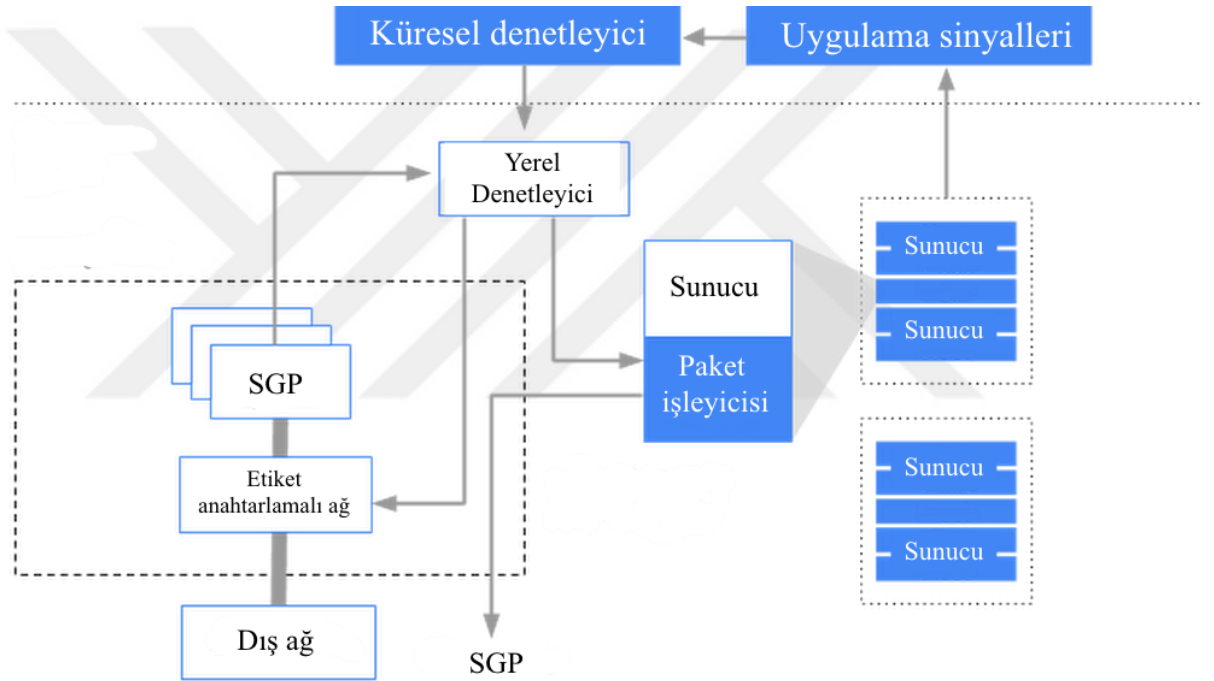 Küresel denetleyici
Uygulama sinyalleri
Yerel
Denetleyici
Sunucu
Paket
işleyicisi
Sunucu
Sunucu
SGP
Etiket
anahtarlamalı ağ
Sunucu
Sunucu
Dış ağ
SGP